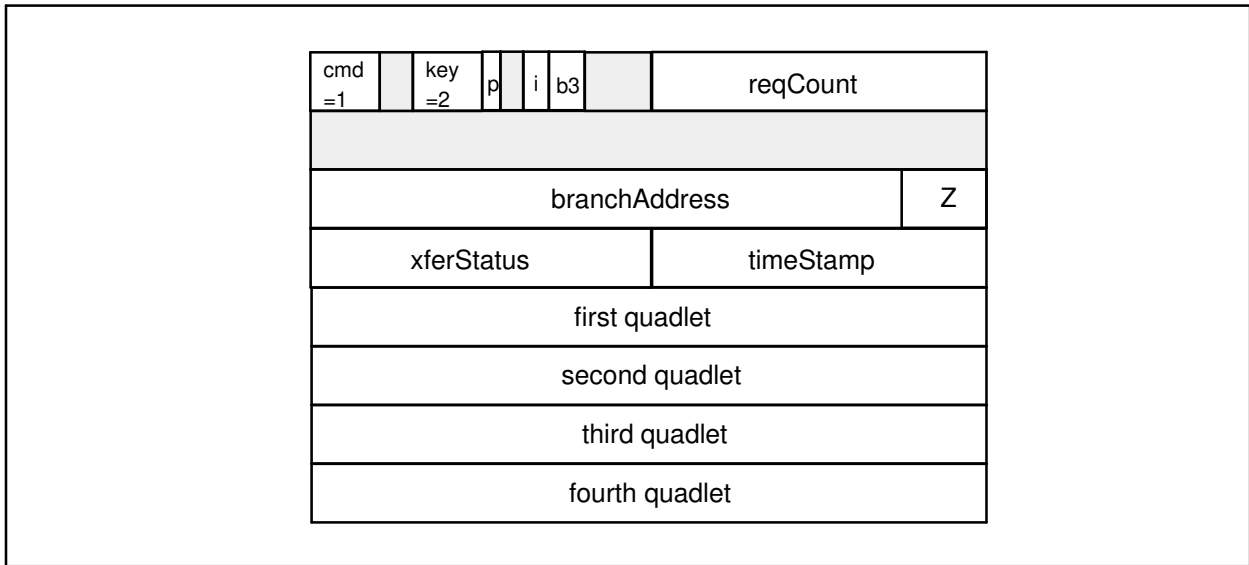 cmd key p i b3 reqCount
=1 =2
branchAddress Z
xferStatus timeStamp
first quadlet
second quadlet
third quadlet
fourth quadlet